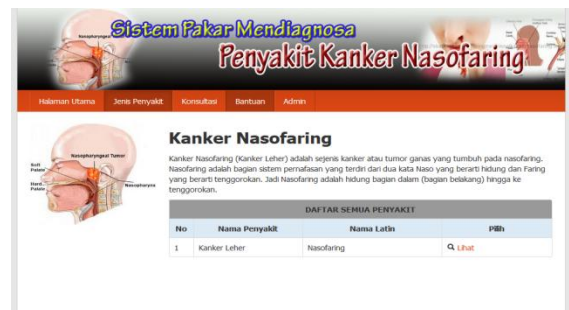 Sistem Pakar Mendiagnosa
Penyakit Kanker Nasofaring
Halaman Utama Jenis Penyakit Konsultasi Bantuan Admin
Kanker Nasofaring
Nasopharyngeal Tumor
Soft
Palate
Hard
Palate
Nasopharynx
Kanker Nasofaring (Kanker Leher) adalah sejenis kanker atau tumor ganas yang tumbuh pada nasofaring.
Nasofaring adalah bagian sistem pernafasan yang terdiri dari dua kata Naso yang berarti hidung dan Faring
yang berarti tenggorokan. Jadi Nasofaring adalah hidung bagian dalam (bagian belakang) hingga ke
tenggorokan.
DAFTAR SEMUA PENYAKIT
No Nama Penyakit Nama Latin Pilih
1 Kanker Leher Nasofaring Lihat